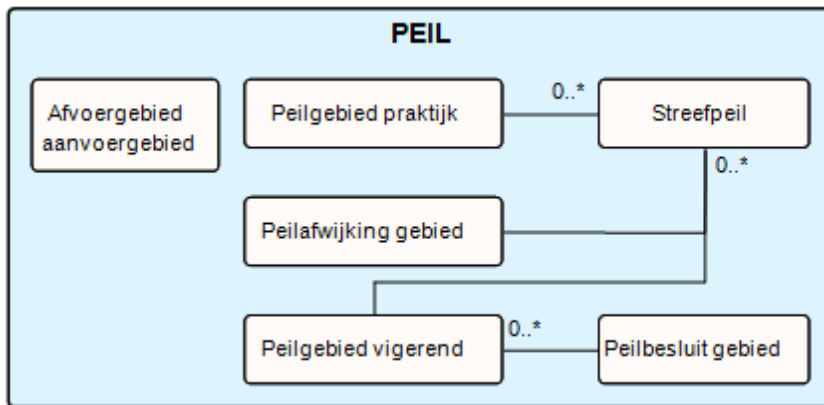 PEIL
Afvoergebied
aanvoergebied
Peilgebied praktijk
0..*
Streefpeil
0..*
Peilafwijking gebied
Peilgebied vigerend
0..*
Peilbesluit gebied